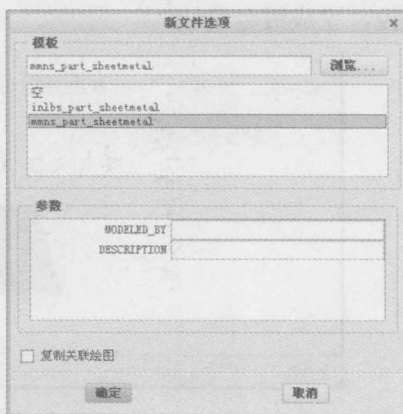 新文件选项
模板
mmns_part_sheetmetal
浏览...
空
inlbs_part_sheetmetal
mmns_part_sheetmetal
参数
MODELED_BY
DESCRIPTION
复制关联绘图
确定
取消